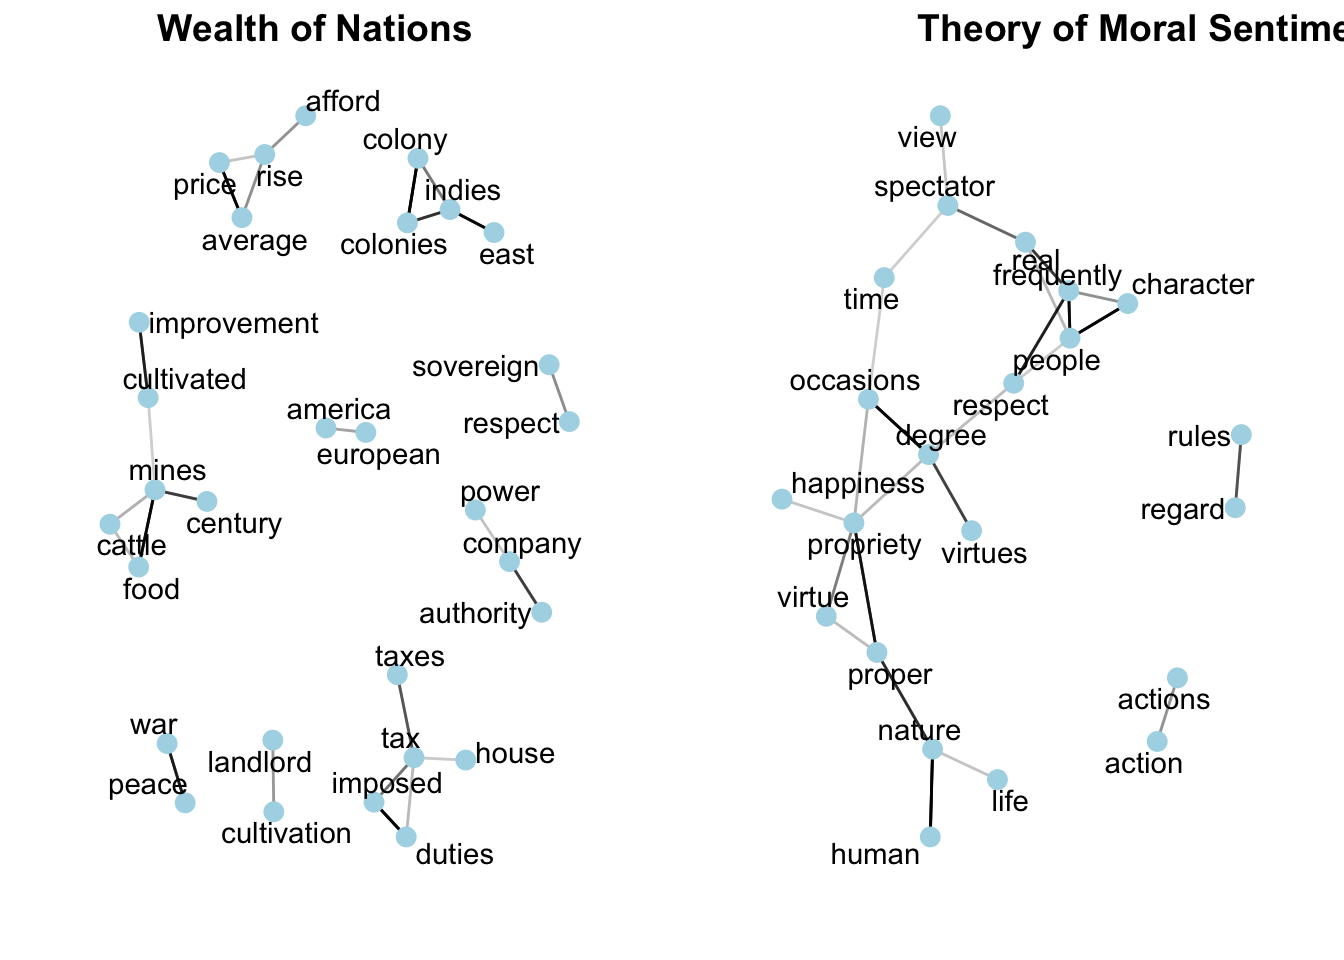 Wealth of Nations
afford
colony
price
rise
indies
average
colonies
east
improvement
cultivated
sovereign
america
respect
european
mines
power
century
cattle
company
food
authority
taxes
war
tax
landlord
house
peace
imposed
cultivation
duties
Theory of Moral Sentime
view
spectator
real
frequently
character
time
people
occasions
respect
degree
rules
happiness
regard
propriety
virtues
virtue
proper
actions
nature
action
life
human